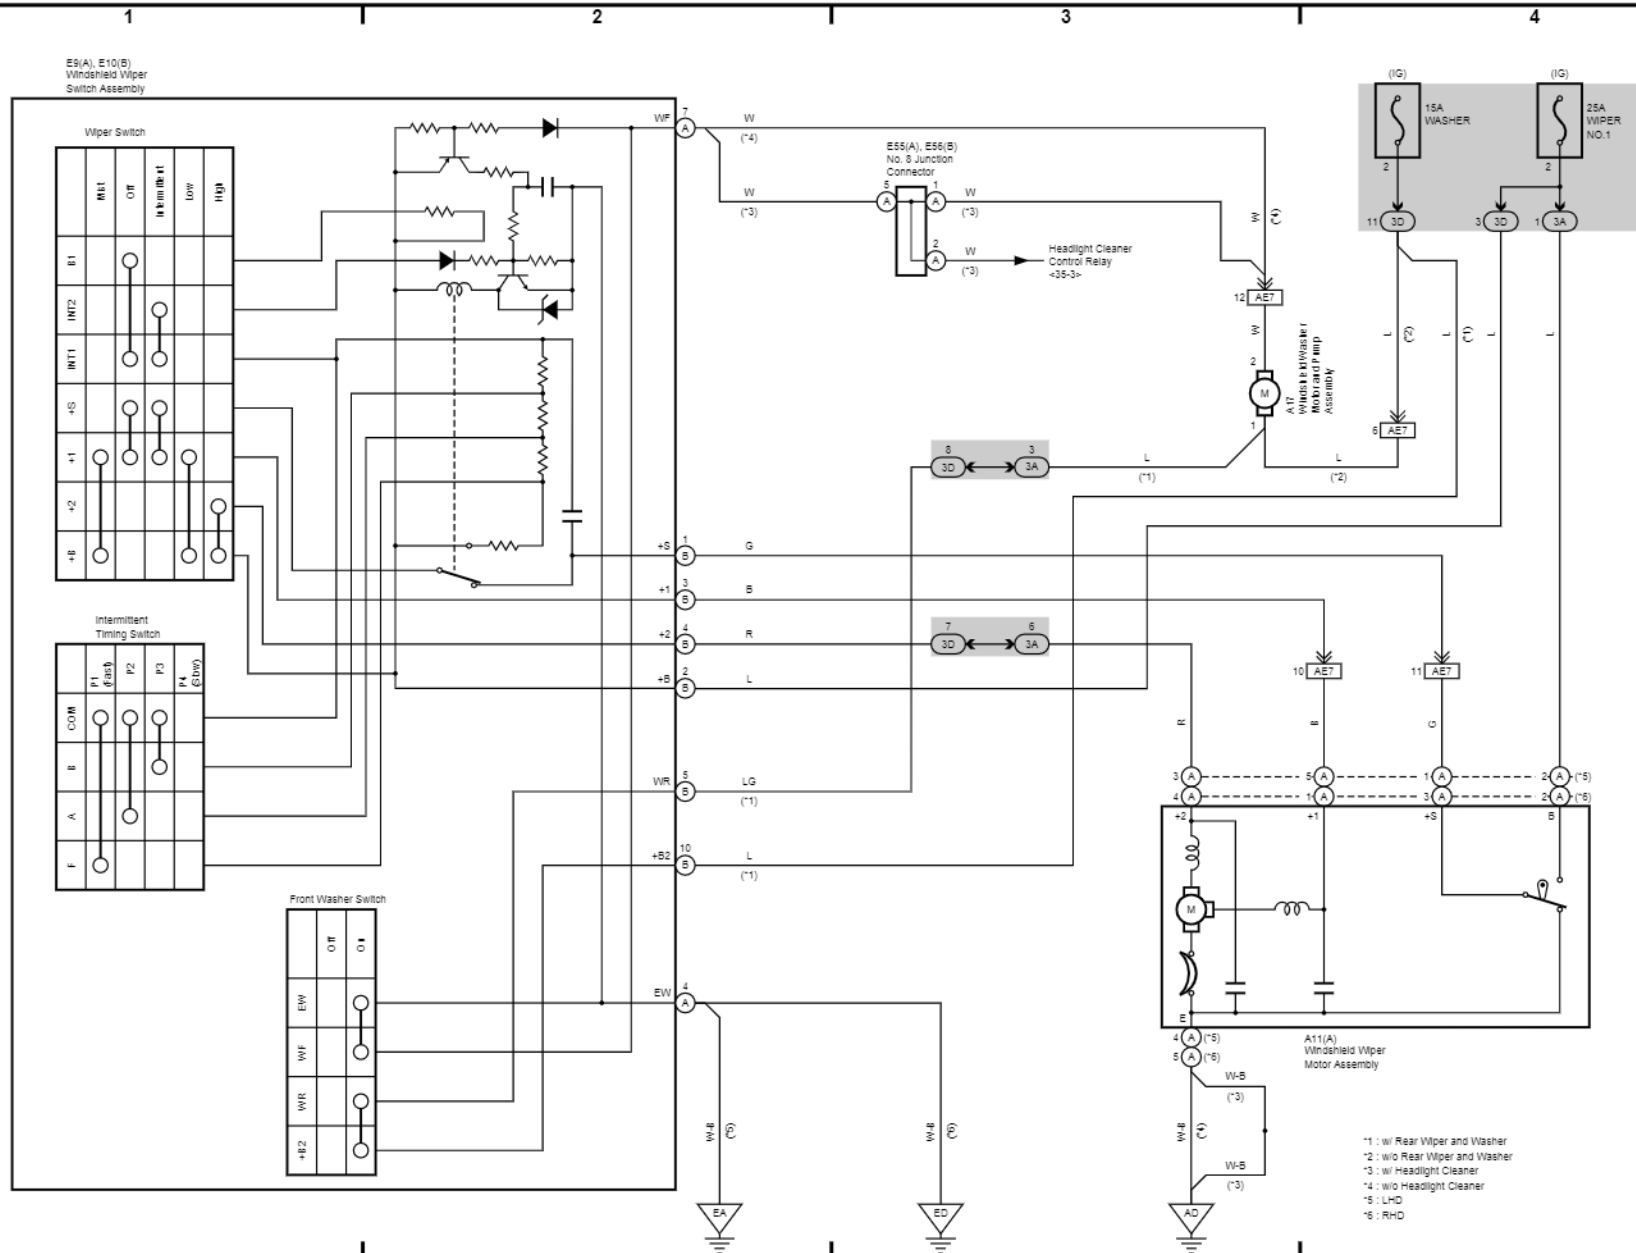 1 2 3 4
E9(A), E10(B)
Windshield Wiper
Switch Assembly
Wiper Switch
Mist
Off
Intermittent
Low
High
B1
INT2
INT1
+S
+1
+2
+B
Intermittent
Timing Switch
P1
(Fast)
P2
P3
P4
(Slow)
COM
B
A
F
Front Washer Switch
Off
On
EW
WF
WR
+B2
WF
7
A
W
(*4)
W
(*3)
E55(A), E56(B)
No. 8 Junction
Connector
5
A
1
A
W
(*3)
2
A
W
(*3)
Headlight Cleaner
Control Relay
<35-3>
W
(*4)
12 AE7
W
2
M
1
A17
Windshield Washer
Motor and Pump
Assembly
(IG)
15A
WASHER
2
11 3D
(IG)
25A
WIPER
NO.1
2
3 3D
1 3A
L
(*2)
L
(*1)
L
L
6 AE7
8
3D
3
3A
L
(*1)
L
(*2)
+S
1
B
G
+1
3
B
B
+2
4
B
R
7
3D
6
3A
+B
2
B
L
WR
5
B
LG
(*1)
+B2
10
B
L
(*1)
EW
4
A
10 AE7
11 AE7
R
B
G
3 A 5 A 1 A 2 A (*5)
4 A 1 A 3 A 2 A (*6)
+2 +1 +S B
M
E
4 A (*5)
5 A (*6)
A11(A)
Windshield Wiper
Motor Assembly
W-B
(*3)
W-B
(*5)
W-B
(*6)
W-B
(*4)
W-B
(*3)
EA
ED
AD
*1 : w/ Rear Wiper and Washer
*2 : w/o Rear Wiper and Washer
*3 : w/ Headlight Cleaner
*4 : w/o Headlight Cleaner
*5 : LHD
*6 : RHD